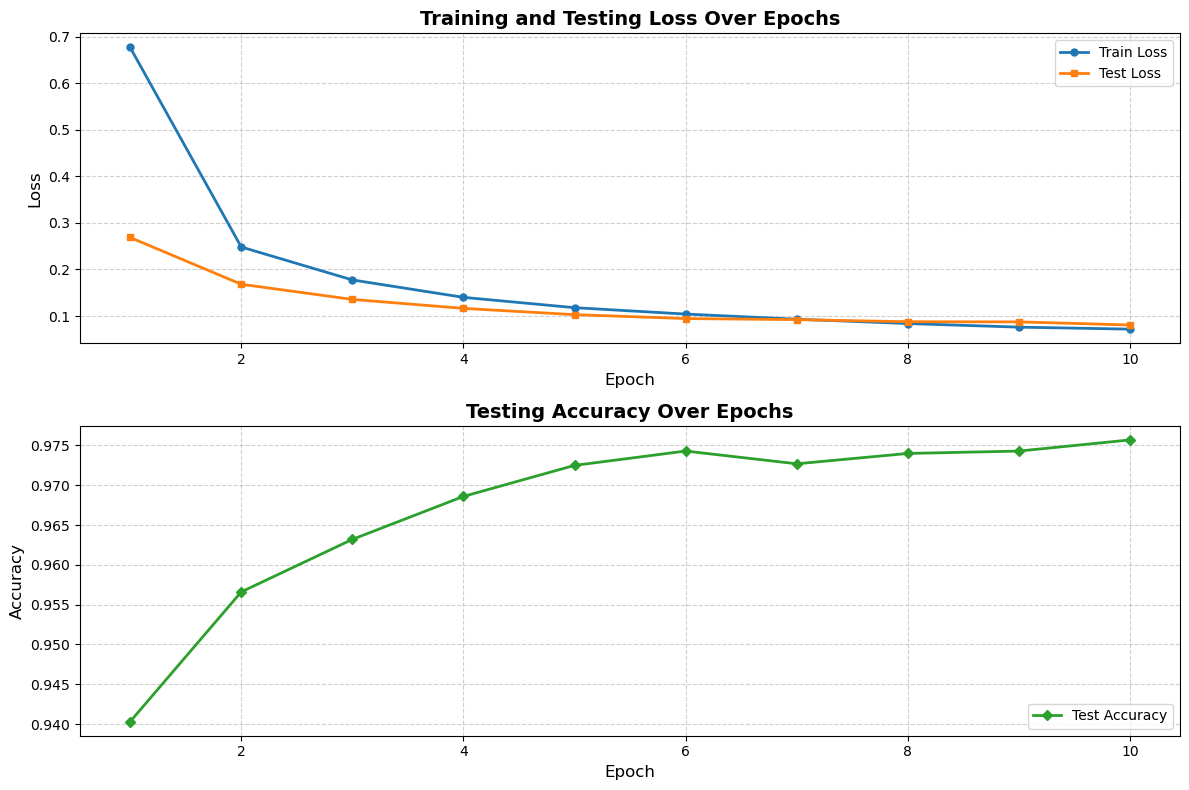 Training and Testing Loss Over Epochs
0.7
0.6
0.5
0.4
0.3
0.2
0.1
Loss
Train Loss
Test Loss
2 4 6 8 10
Epoch
Testing Accuracy Over Epochs
0.975
0.970
0.965
0.960
0.955
0.950
0.945
0.940
Accuracy
Test Accuracy
2 4 6 8 10
Epoch